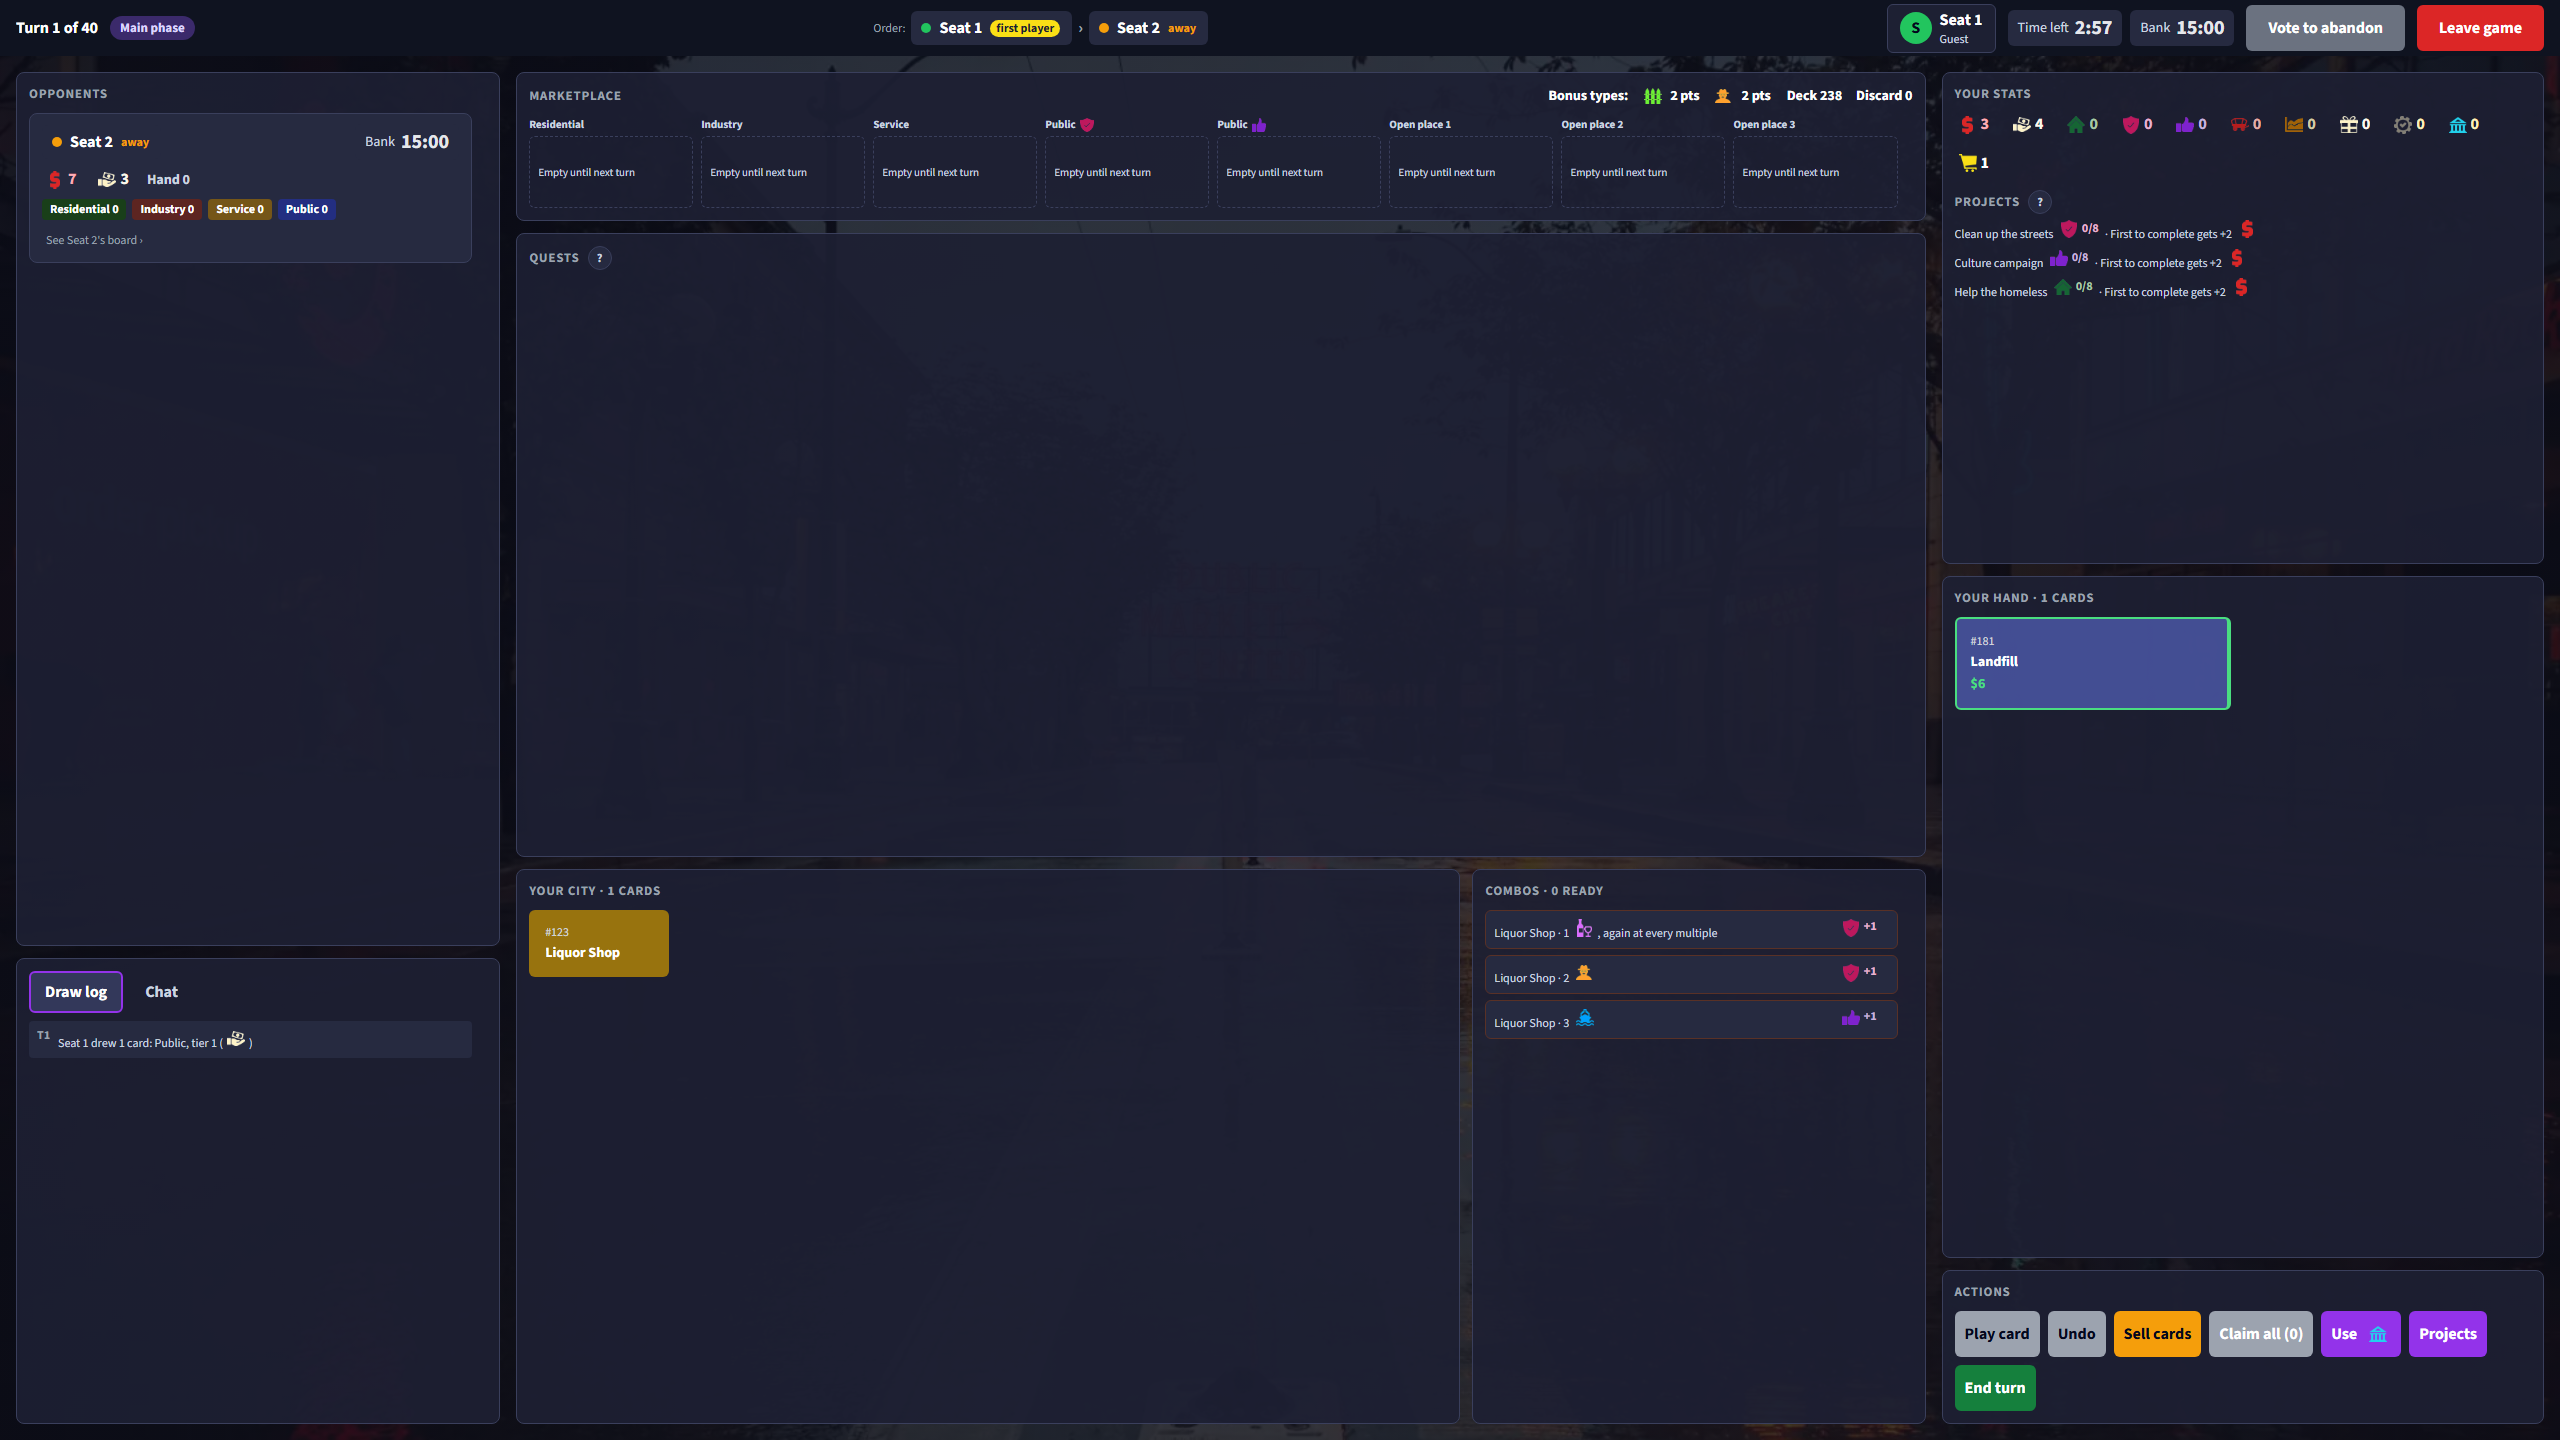 Turn 1 of 40 Main phase
Order: Seat 1 first player › Seat 2 away
S Seat 1 Guest
Time left 2:57
Bank 15:00
Vote to abandon
Leave game
OPPONENTS
Seat 2 away Bank 15:00
7 3 Hand 0
Residential 0 Industry 0 Service 0 Public 0
See Seat 2's board ›
MARKETPLACE
Bonus types: 2 pts 2 pts Deck 238 Discard 0
Residential Industry Service Public Public Open place 1 Open place 2 Open place 3
Empty until next turn Empty until next turn Empty until next turn Empty until next turn Empty until next turn Empty until next turn Empty until next turn Empty until next turn
QUESTS ?
YOUR STATS
3 4 0 0 0 0 0 0 0 0
1
PROJECTS ?
Clean up the streets 0/8 · First to complete gets +2
Culture campaign 0/8 · First to complete gets +2
Help the homeless 0/8 · First to complete gets +2
YOUR HAND · 1 CARDS
#181
Landfill
$6
YOUR CITY · 1 CARDS
#123
Liquor Shop
COMBOS · 0 READY
Liquor Shop · 1 , again at every multiple +1
Liquor Shop · 2 +1
Liquor Shop · 3 +1
Draw log Chat
T1 Seat 1 drew 1 card: Public, tier 1 ( )
ACTIONS
Play card Undo Sell cards Claim all (0) Use Projects
End turn